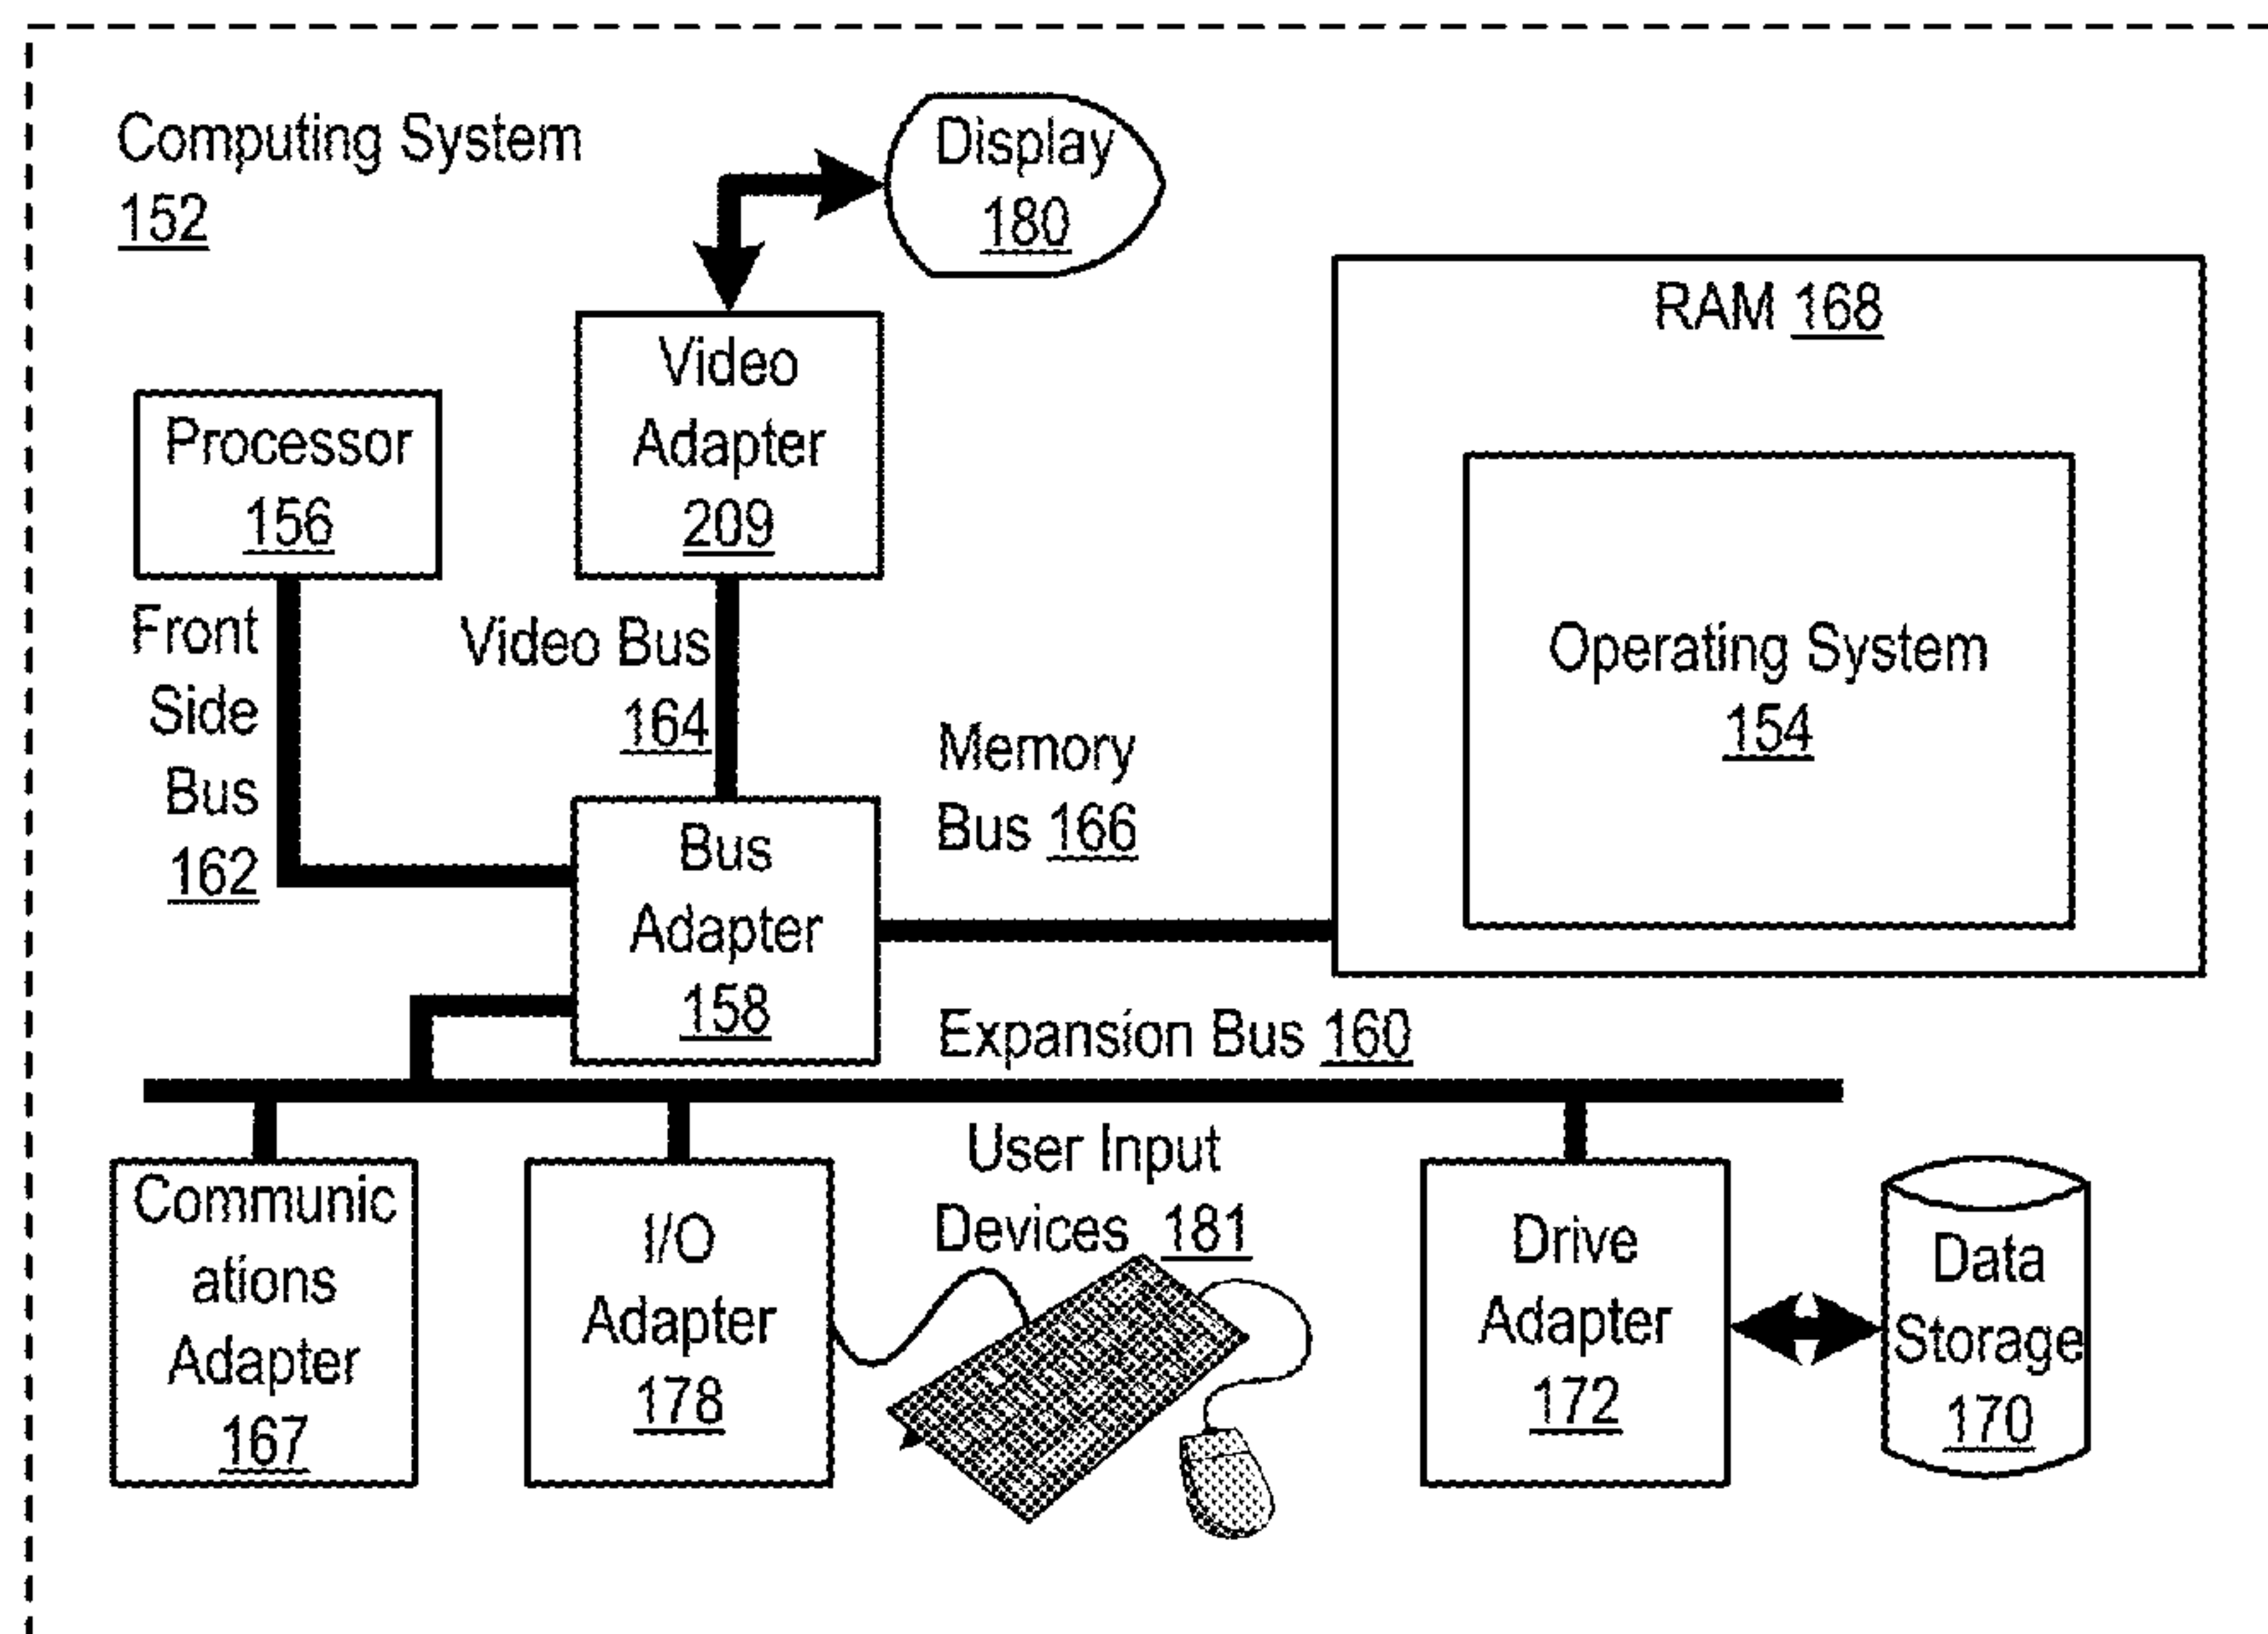 Computing System
152
Display
180
Video
Adapter
209
RAM 168
Processor
156
Operating System
154
Front
Side
Bus
162
Video Bus
164
Memory
Bus 166
Bus
Adapter
158
Expansion Bus 160
Communic
ations
Adapter
167
I/O
Adapter
178
User Input
Devices 181
Drive
Adapter
172
Data
Storage
170